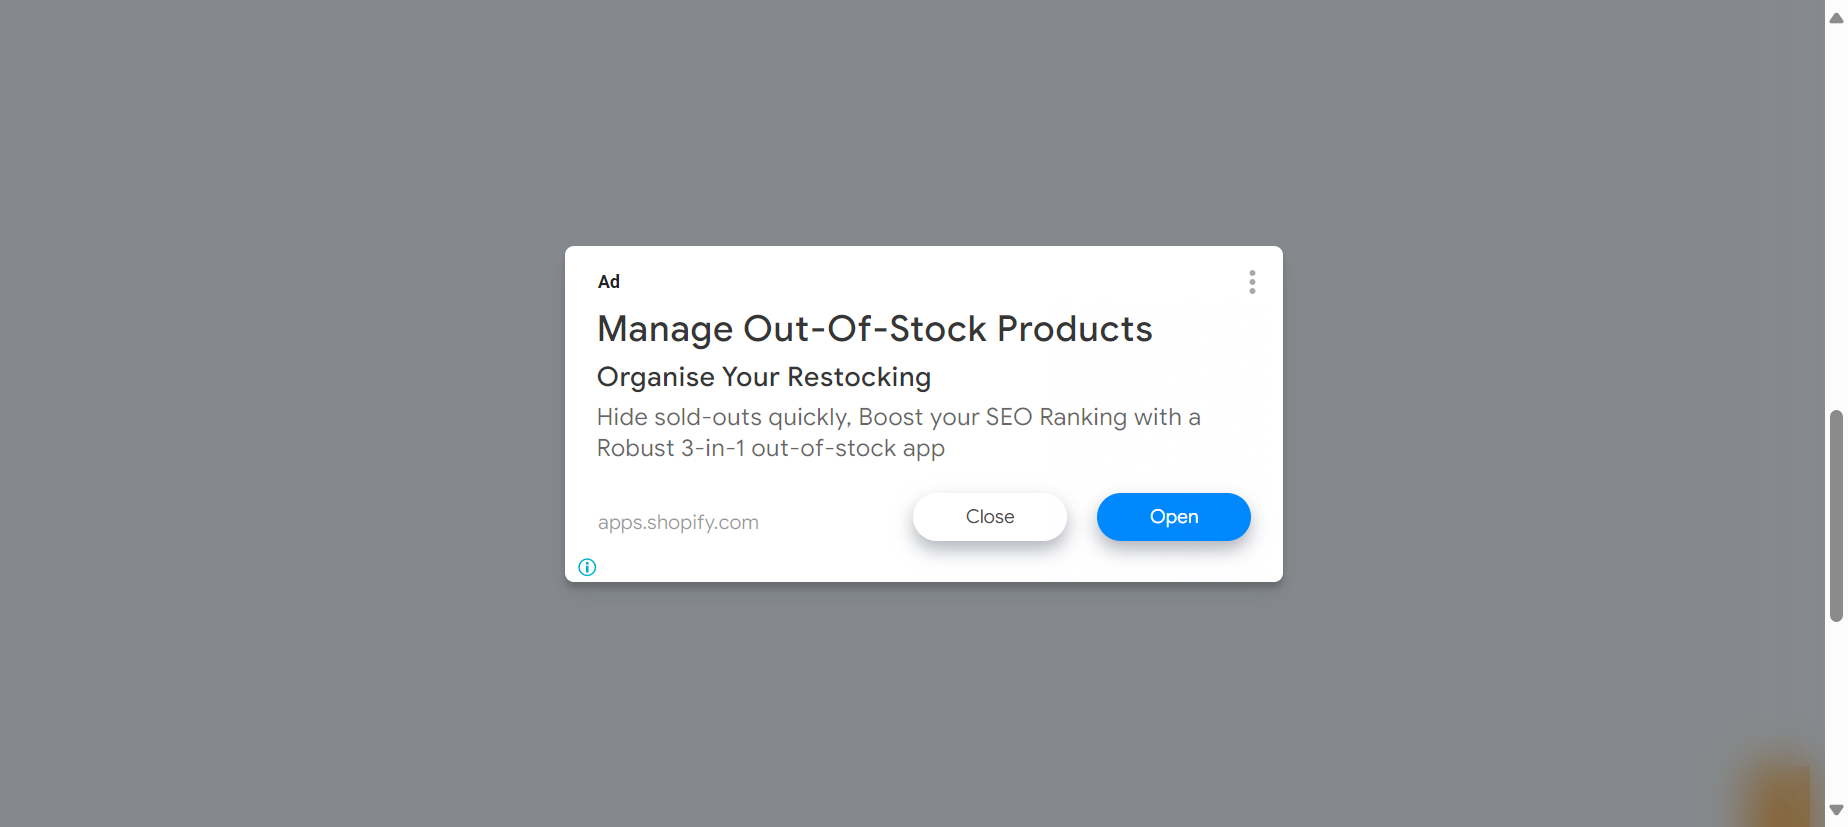 Ad
Manage Out-Of-Stock Products
Organise Your Restocking
Hide sold-outs quickly, Boost your SEO Ranking with a
Robust 3-in-1 out-of-stock app
apps.shopify.com
Close
Open